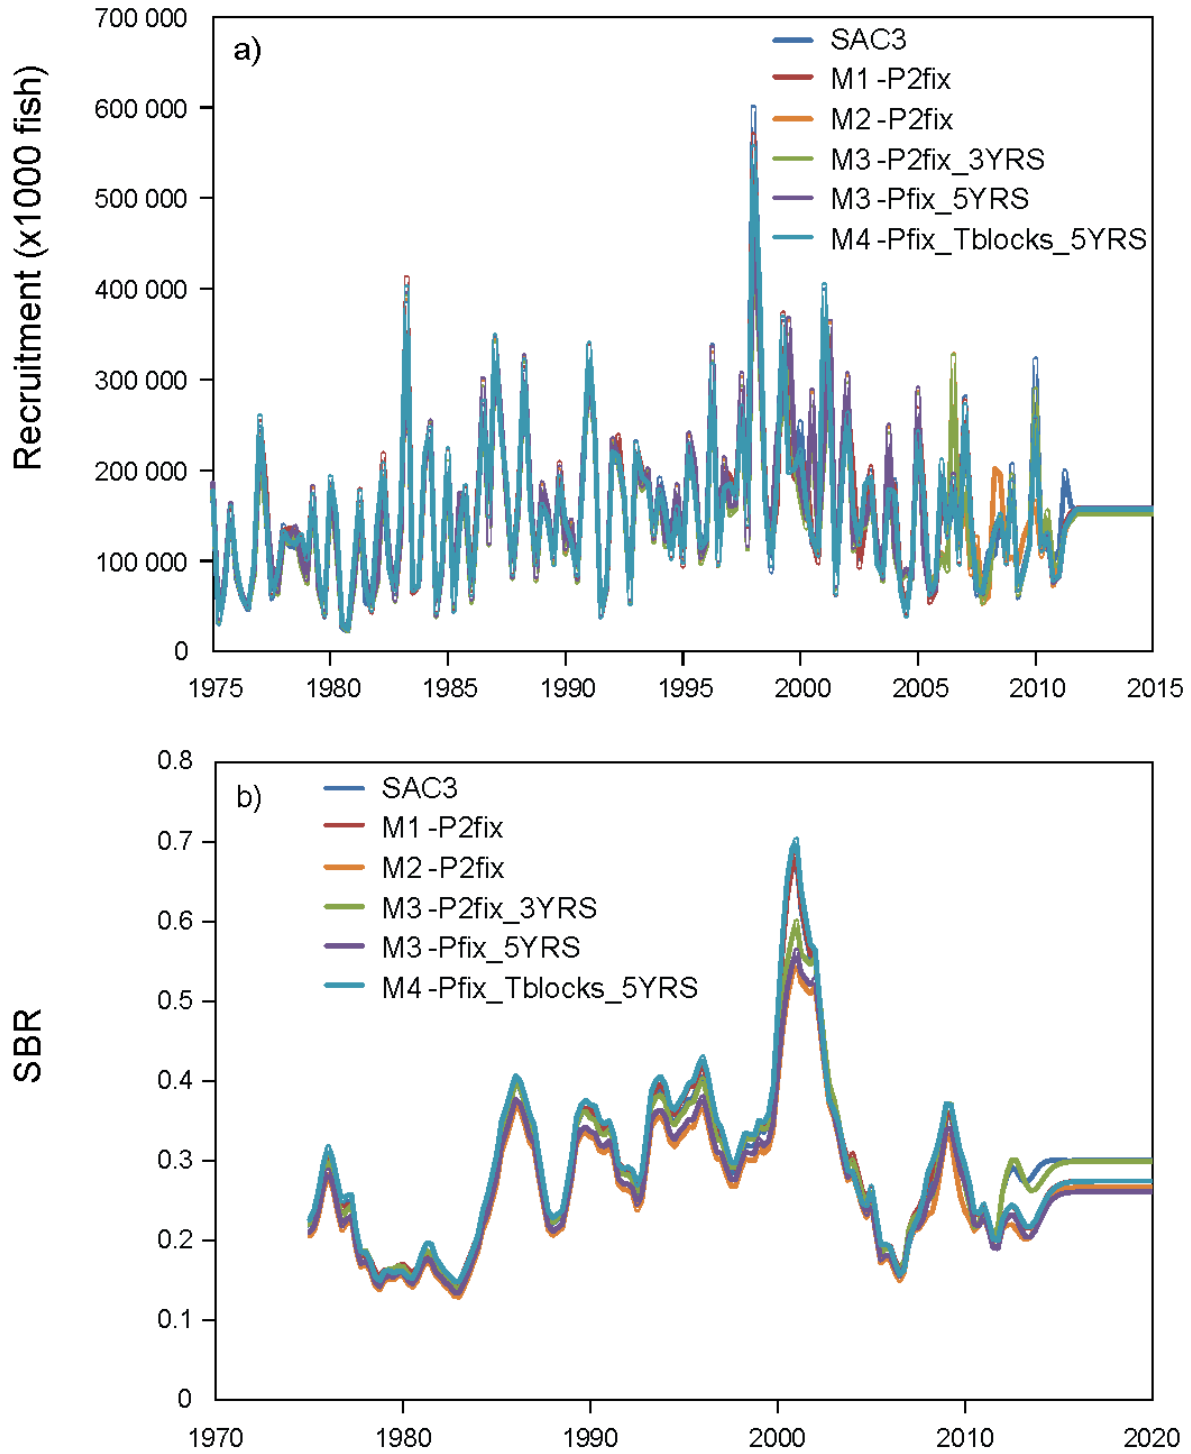 700 000
a)
SAC3
M1-P2fix
600 000
M2-P2fix
M3-P2fix_3YRS
500 000
M3-Pfix_5YRS
M4-Pfix_Tblocks_5YRS
400 000
300 000
200 000
100 000
0
Recruitment (x1000 fish)
1975 1980 1985 1990 1995 2000 2005 2010 2015
0.8
b)
SAC3
M1-P2fix
0.7
M2-P2fix
M3-P2fix_3YRS
0.6
M3-Pfix_5YRS
M4-Pfix_Tblocks_5YRS
0.5
0.4
0.3
0.2
0.1
0
SBR
1970 1980 1990 2000 2010 2020